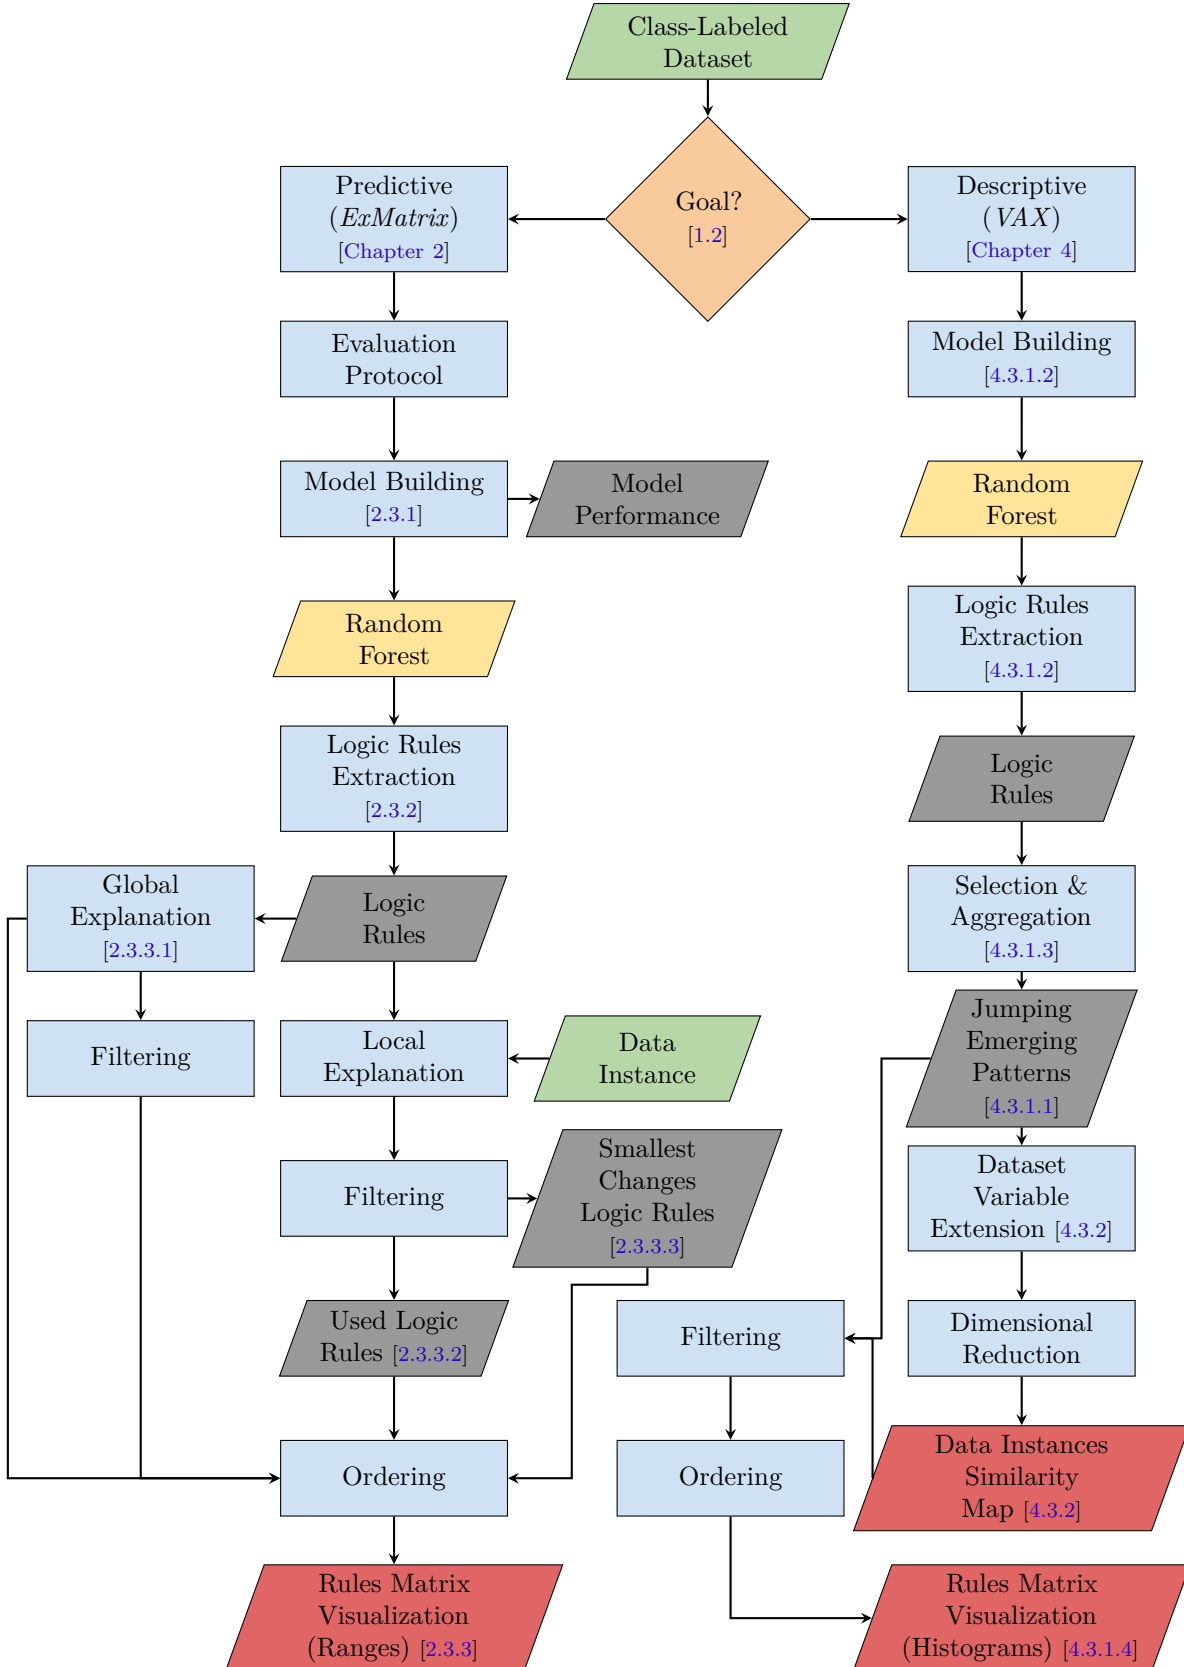 Class-Labeled
Dataset
Goal?
[1.2]
Predictive
(ExMatrix)
[Chapter 2]
Descriptive
(VAX)
[Chapter 4]
Evaluation
Protocol
Model Building
[4.3.1.2]
Model Building
[2.3.1]
Model
Performance
Random
Forest
Random
Forest
Logic Rules
Extraction
[4.3.1.2]
Logic Rules
Extraction
[2.3.2]
Logic
Rules
Global
Explanation
[2.3.3.1]
Logic
Rules
Selection &
Aggregation
[4.3.1.3]
Filtering
Local
Explanation
Data
Instance
Jumping
Emerging
Patterns
[4.3.1.1]
Filtering
Smallest
Changes
Logic Rules
[2.3.3.3]
Dataset
Variable
Extension [4.3.2]
Used Logic
Rules [2.3.3.2]
Filtering
Dimensional
Reduction
Ordering
Ordering
Data Instances
Similarity
Map [4.3.2]
Rules Matrix
Visualization
(Ranges) [2.3.3]
Rules Matrix
Visualization
(Histograms) [4.3.1.4]